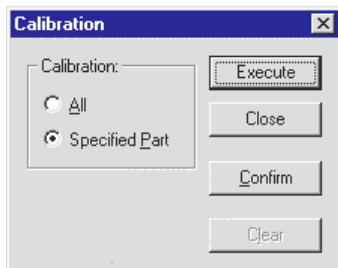 Calibration
Calibration:
All
Specified Part
Execute
Close
Confirm
Clear